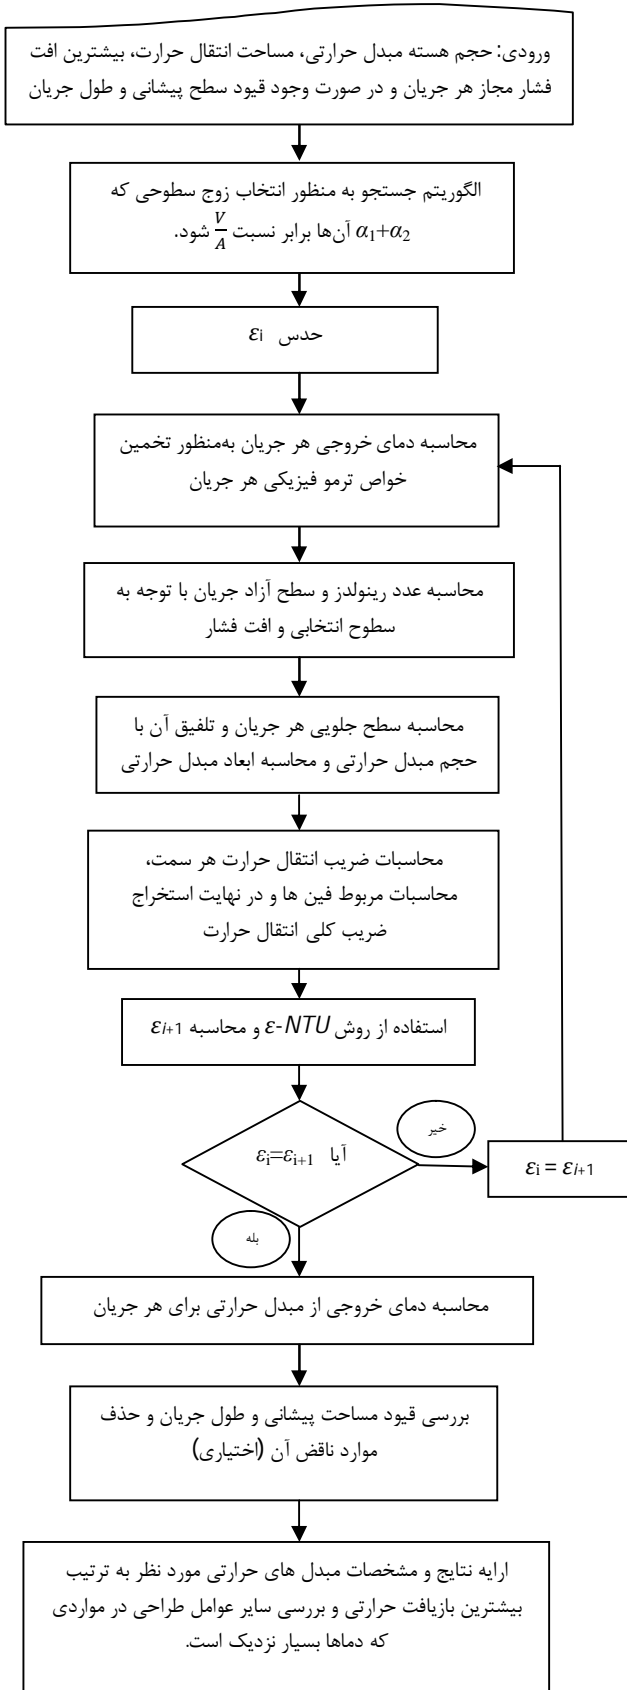 ورودی: حجم هسته مبدل حرارتی، مساحت انتقال حرارت، بیشترین افت
فشار مجاز هر جریان و در صورت وجود قیود سطح پیشانی و طول جریان
الگوریتم جستجو به منظور انتخاب زوج سطوحی که
α1+α2 آن‌ها برابر نسبت V/A شود.
حدس εi
محاسبه دمای خروجی هر جریان به‌منظور تخمین
خواص ترمو فیزیکی هر جریان
محاسبه عدد رینولدز و سطح آزاد جریان با توجه به
سطوح انتخابی و افت فشار
محاسبه سطح جلویی هر جریان و تلفیق آن با
حجم مبدل حرارتی و محاسبه ابعاد مبدل حرارتی
محاسبات ضریب انتقال حرارت هر سمت،
محاسبات مربوط فین ها و در نهایت استخراج
ضریب کلی انتقال حرارت
استفاده از روش ε-NTU و محاسبه εi+1
خیر
آیا εi=εi+1
εi = εi+1
بله
محاسبه دمای خروجی از مبدل حرارتی برای هر جریان
بررسی قیود مساحت پیشانی و طول جریان و حذف
موارد ناقض آن (اختیاری)
ارایه نتایج و مشخصات مبدل های حرارتی مورد نظر به ترتیب
بیشترین بازیافت حرارتی و بررسی سایر عوامل طراحی در مواردی
که دماها بسیار نزدیک است.